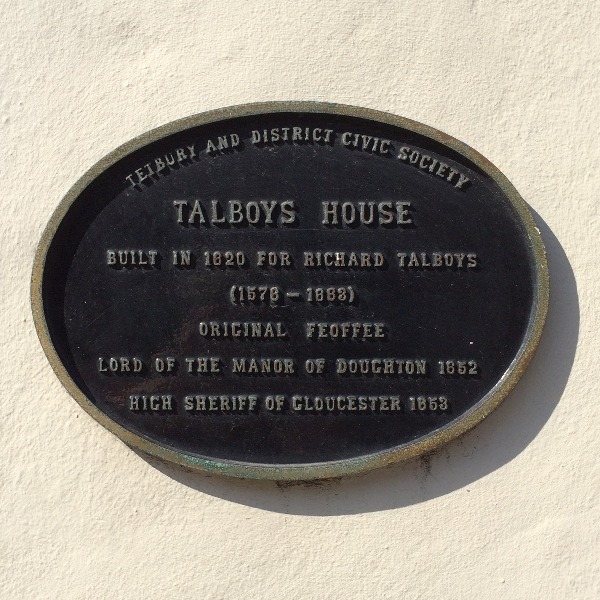 TETBURY AND DISTRICT CIVIC SOCIETY
TALBOYS HOUSE
BUILT IN 1620 FOR RICHARD TALBOYS
(1578 – 1663)
ORIGINAL FEOFFEE
LORD OF THE MANOR OF DOUGHTON 1652
HIGH SHERIFF OF GLOUCESTER 1653